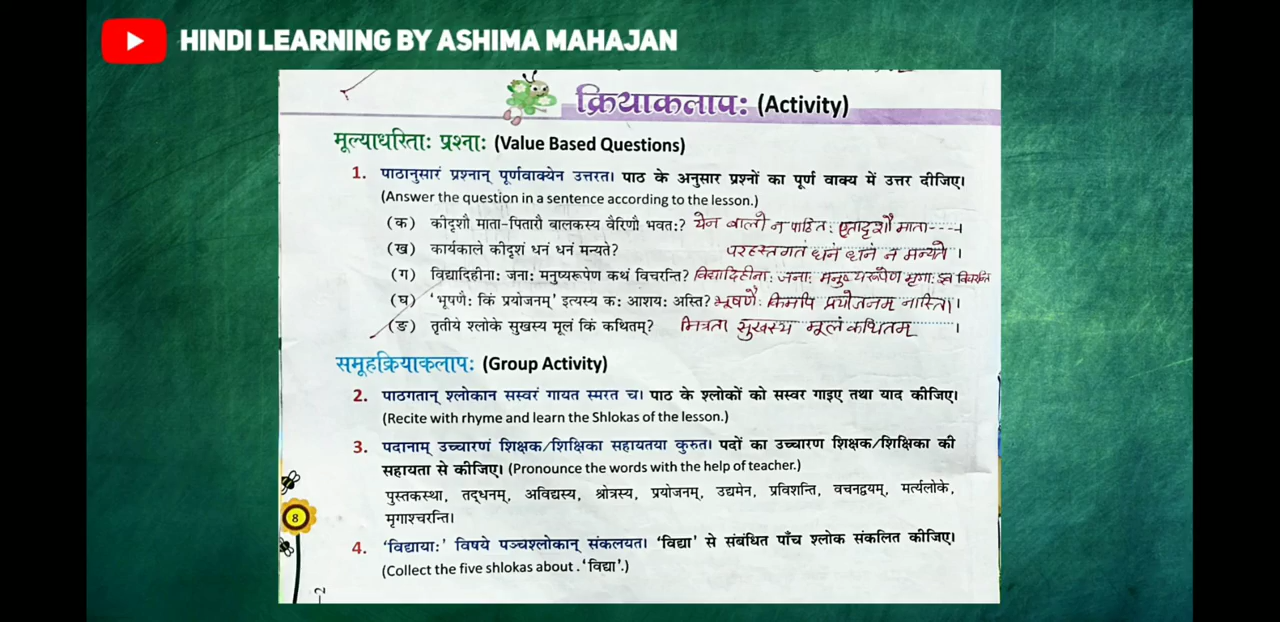 HINDI LEARNING BY ASHIMA MAHAJAN
क्रियाकलापः (Activity)
मूल्याधरिताः प्रश्नाः (Value Based Questions)
1. पाठानुसारं प्रश्नान् पूर्णवाक्येन उत्तरत। पाठ के अनुसार प्रश्नों का पूर्ण वाक्य में उत्तर दीजिए।
(Answer the question in a sentence according to the lesson.)
(क) कीदृशौ माता-पितारौ बालकस्य वैरिणौ भवतः? येन बालो न पाठितः एतादृशौ माता----।
(ख) कार्यकाले कीदृशं धनं धनं मन्यते? परहस्तगतं धनं धनं न मन्यते ।
(ग) विद्यादिहीनाः जनाः मनुष्यरूपेण कथं विचरन्ति? विद्यादिहीनाः जनाः मनुष्यरूपेण मृगाः इव विचरन्ति
(घ) 'भूषणैः किं प्रयोजनम्' इत्यस्य कः आशयः अस्ति? भूषणैः किमपि प्रयोजनम् नास्ति।
(ङ) तृतीये श्लोके सुखस्य मूलं किं कथितम्? मित्रता सुखस्य मूलं कथितम् ।
समूहक्रियाकलापः (Group Activity)
2. पाठगतान् श्लोकान सस्वरं गायत स्मरत च। पाठ के श्लोकों को सस्वर गाइए तथा याद कीजिए।
(Recite with rhyme and learn the Shlokas of the lesson.)
3. पदानाम् उच्चारणं शिक्षक/शिक्षिका सहायतया कुरुत। पदों का उच्चारण शिक्षक/शिक्षिका की
सहायता से कीजिए। (Pronounce the words with the help of teacher.)
पुस्तकस्था, तद्धनम्, अविद्यस्य, श्रोत्रस्य, प्रयोजनम्, उद्यमेन, प्रविशन्ति, वचनद्वयम्, मर्त्यलोके,
मृगाश्चरन्ति।
8
4. 'विद्यायाः' विषये पञ्चश्लोकान् संकलयत। 'विद्या' से संबंधित पाँच श्लोक संकलित कीजिए।
(Collect the five shlokas about 'विद्या'.)